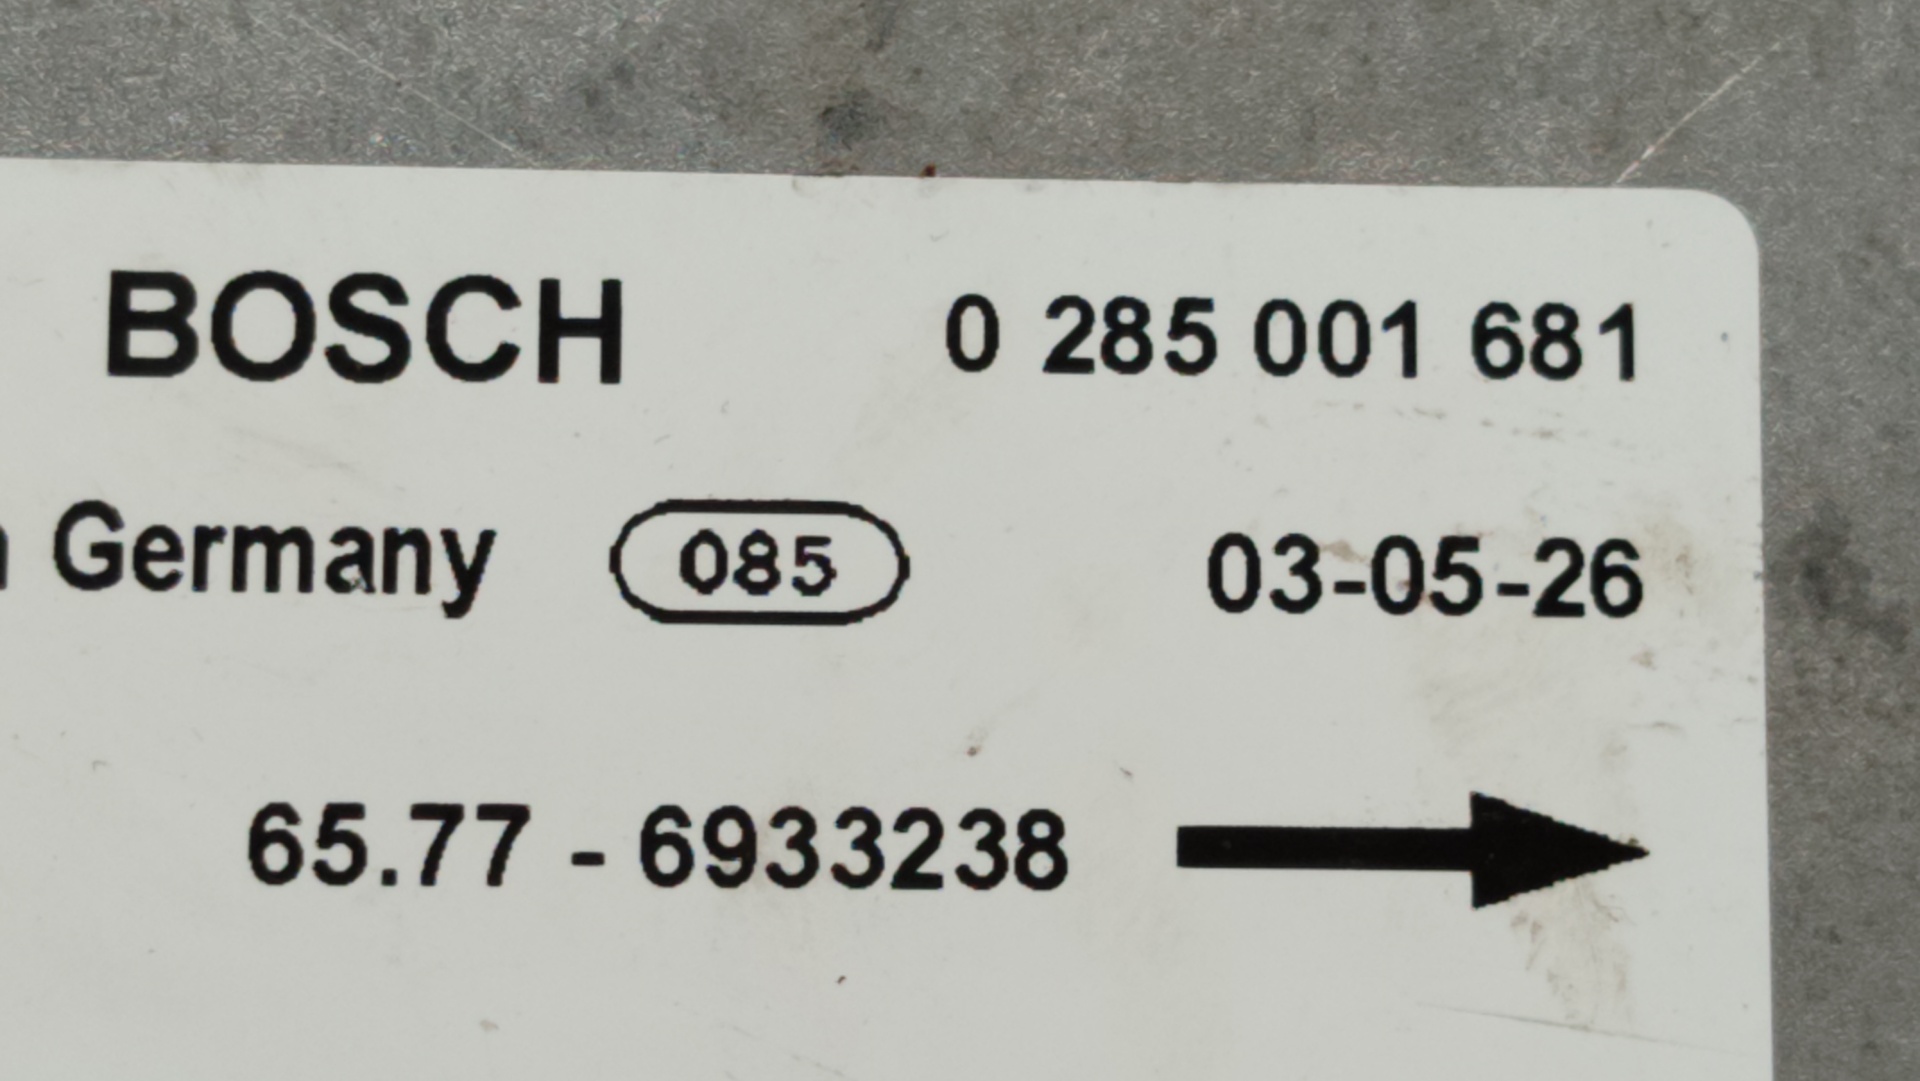 BOSCH 0 285 001 681
Germany 085 03-05-26
65.77 - 6933238